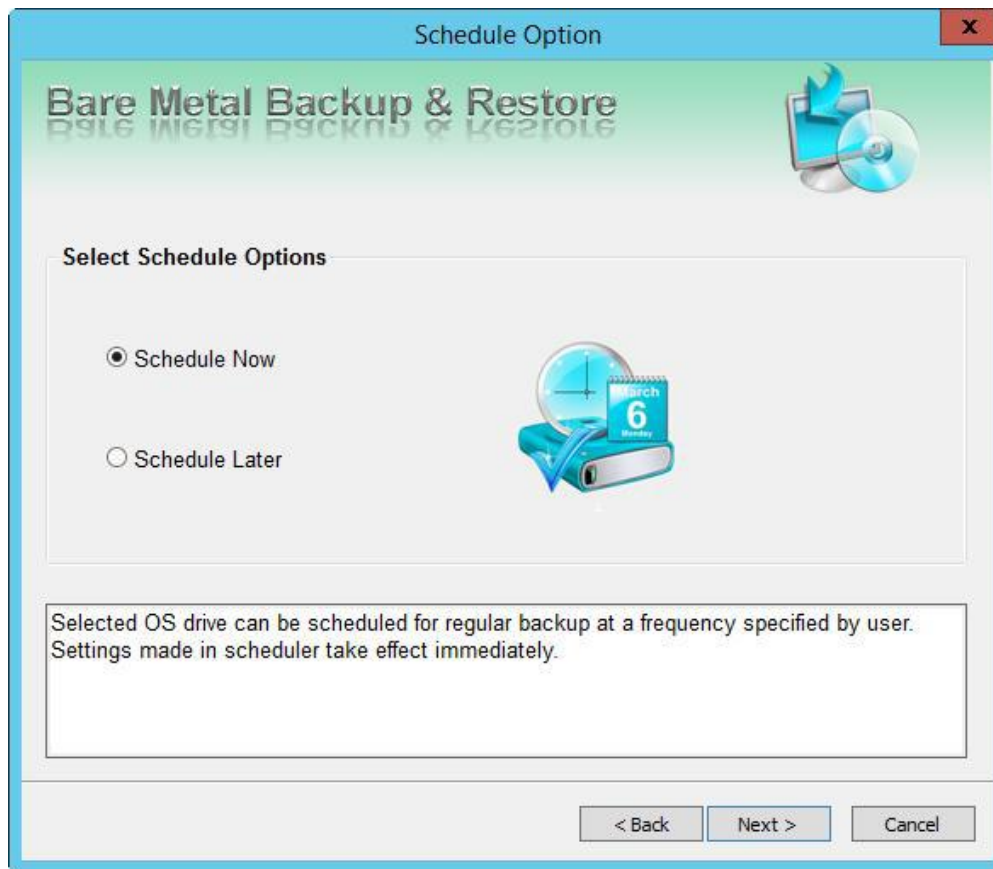 Schedule Option
x
Bare Metal Backup & Restore
Select Schedule Options
Schedule Now
March
6
Monday
Schedule Later
Selected OS drive can be scheduled for regular backup at a frequency specified by user.
Settings made in scheduler take effect immediately.
< Back
Next >
Cancel